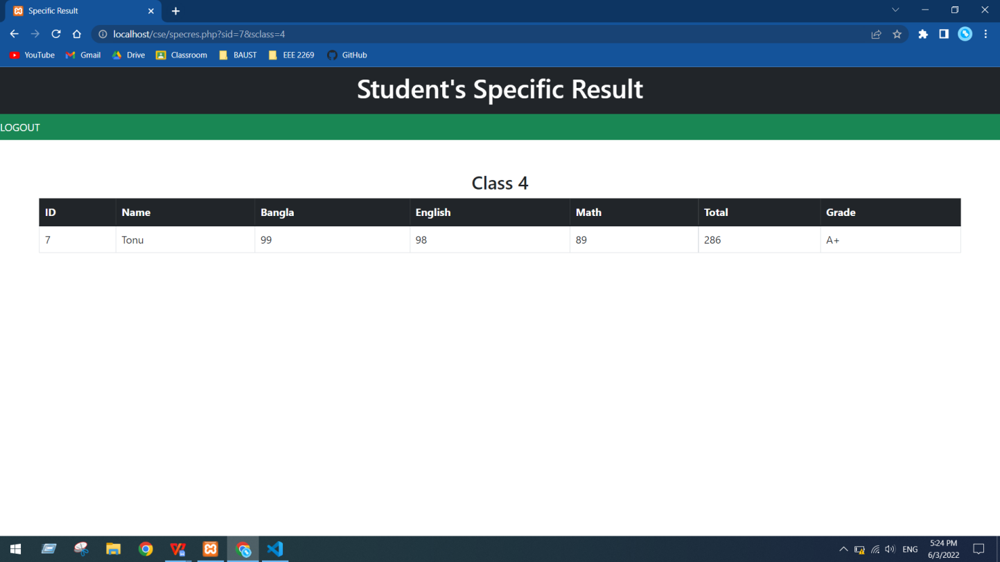 Specific Result
localhost/cse/specres.php?sid=7&sclass=4
YouTube Gmail Drive Classroom BAUST EEE 2269 GitHub
Student's Specific Result
LOGOUT
Class 4
ID Name Bangla English Math Total Grade
7 Tonu 99 98 89 286 A+
ENG
5:24 PM
6/3/2022